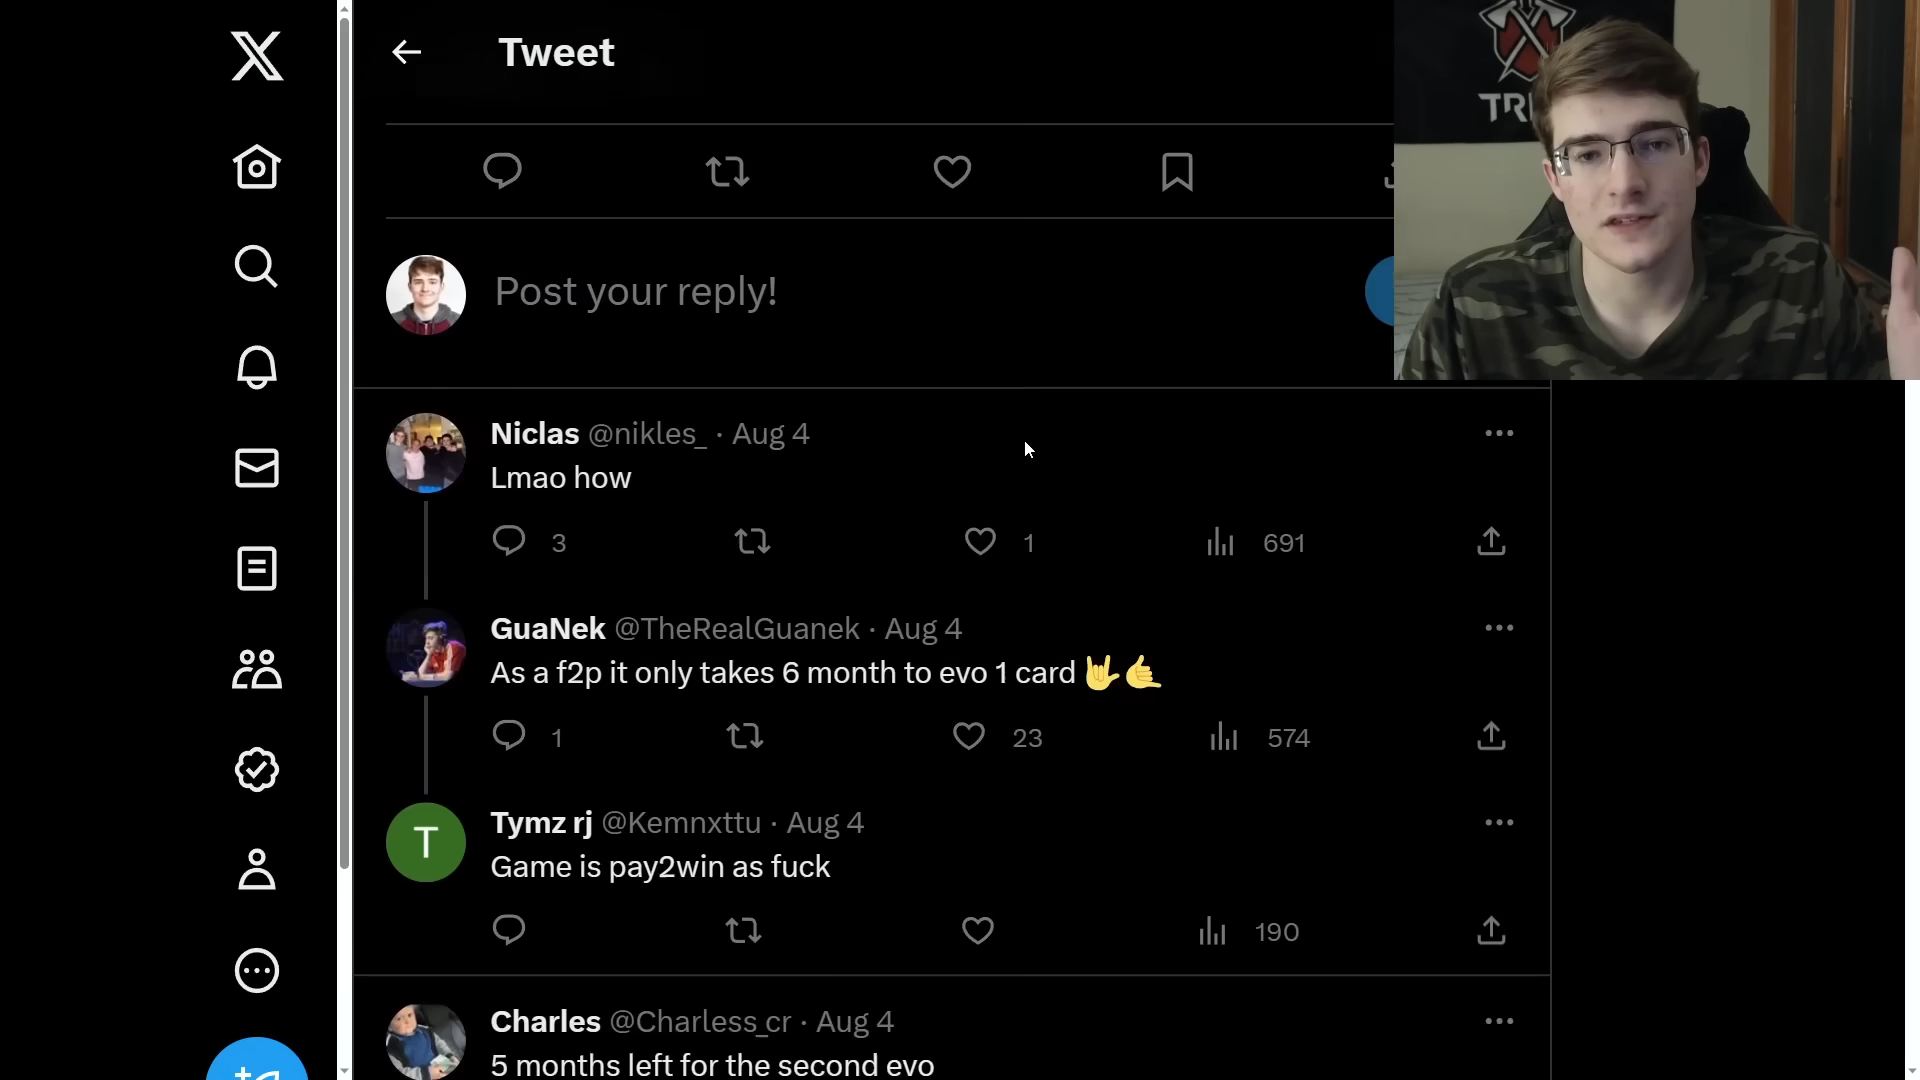 Tweet
TRI
Post your reply!
Niclas @nikles_ · Aug 4
Lmao how
3 1 691
GuaNek @TheRealGuanek · Aug 4
As a f2p it only takes 6 month to evo 1 card 🤟🤙
1 23 574
Tymz rj @Kemnxttu · Aug 4
T
Game is pay2win as fuck
190
Charles @Charless_cr · Aug 4
5 months left for the second evo